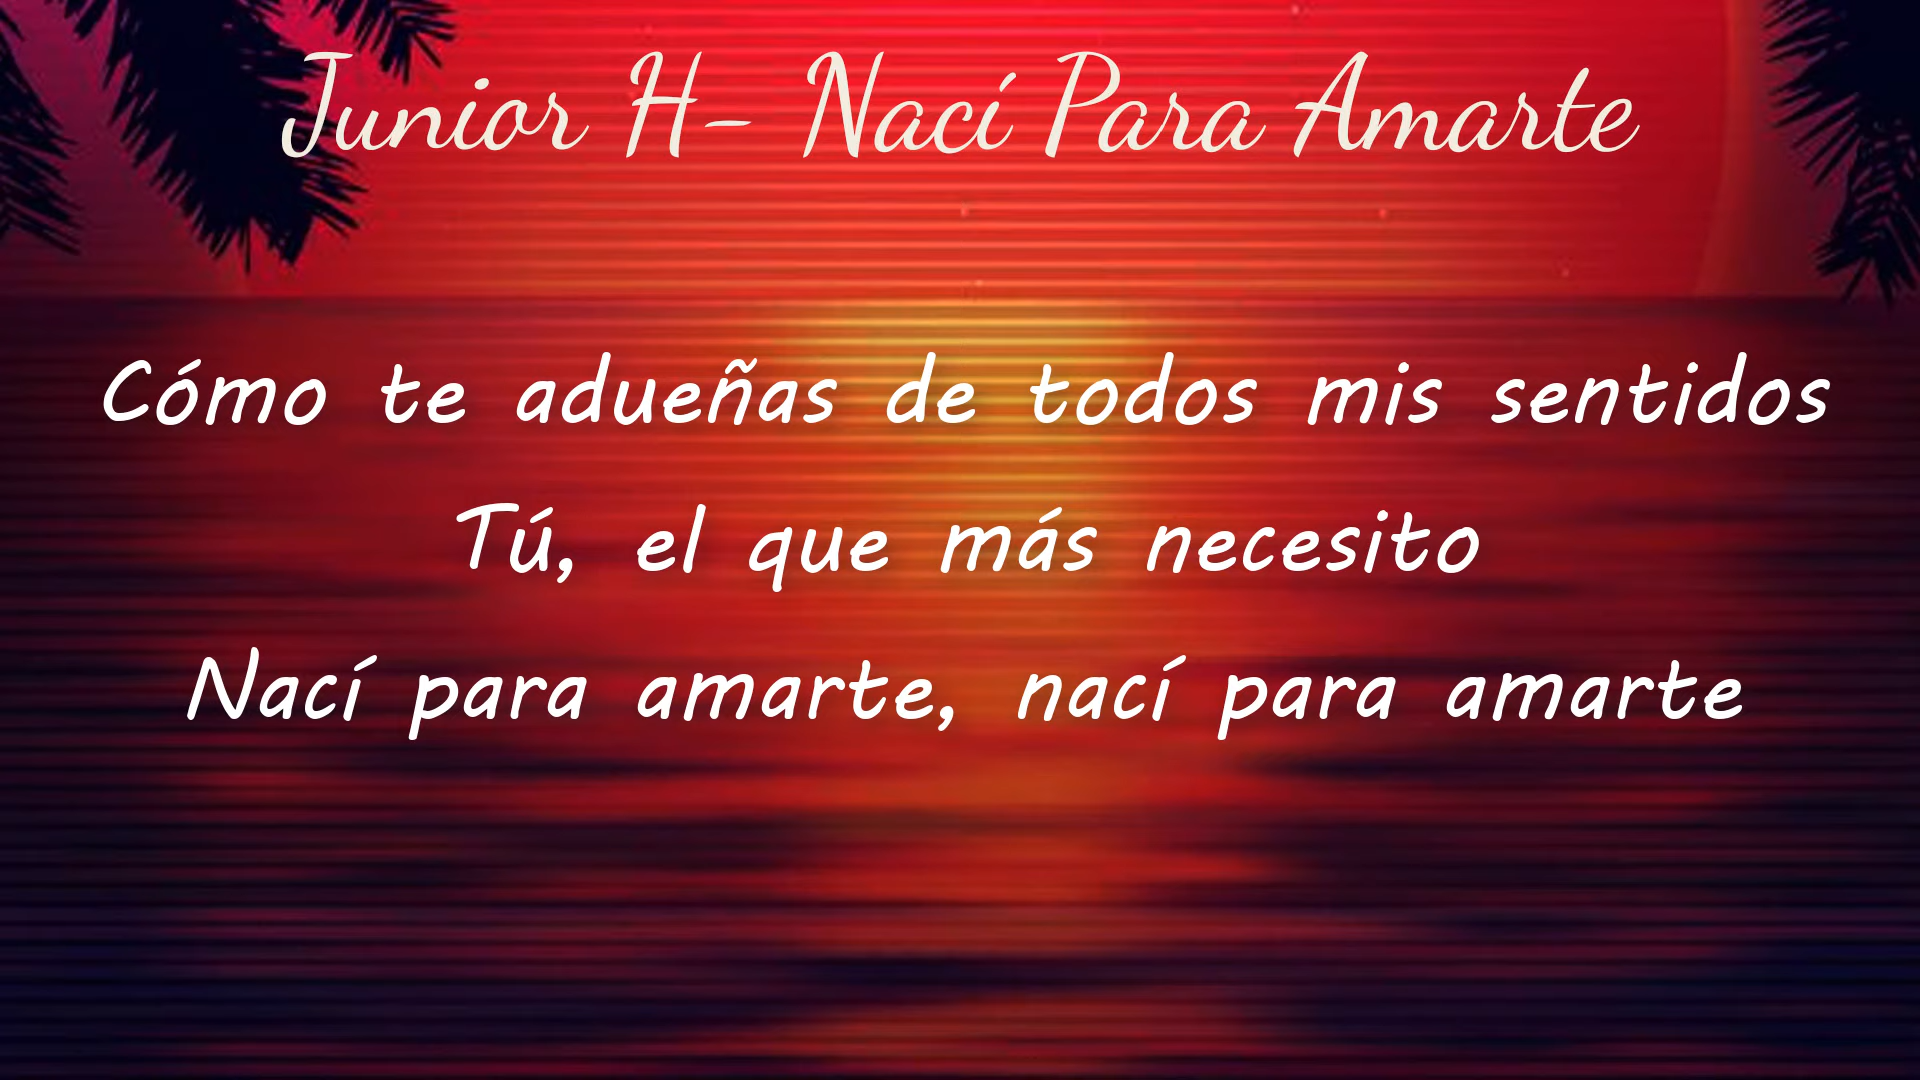 Junior H- Nací Para Amarte
Cómo te adueñas de todos mis sentidos
Tú, el que más necesito
Nací para amarte, nací para amarte